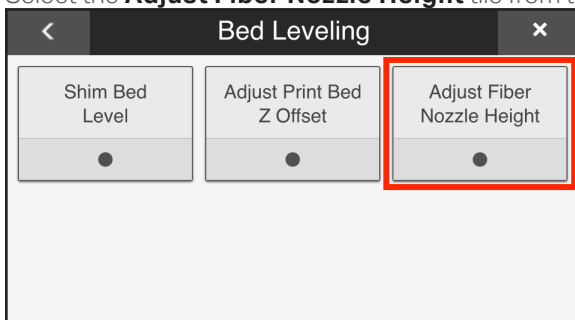 Select the Adjust Fiber Nozzle Height tile from t
Bed Leveling
Shim Bed
Level
Adjust Print Bed
Z Offset
Adjust Fiber
Nozzle Height